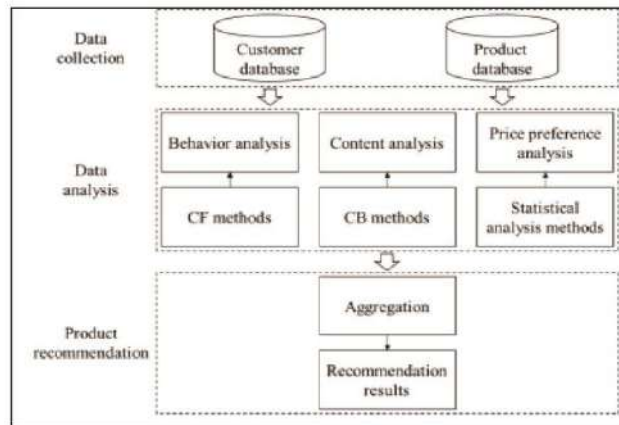 Data
collection
Customer
database
Product
database
Data
analysis
Behavior analysis
Content analysis
Price preference
analysis
CF methods
CB methods
Statistical
analysis methods
Product
recommendation
Aggregation
Recommendation
results